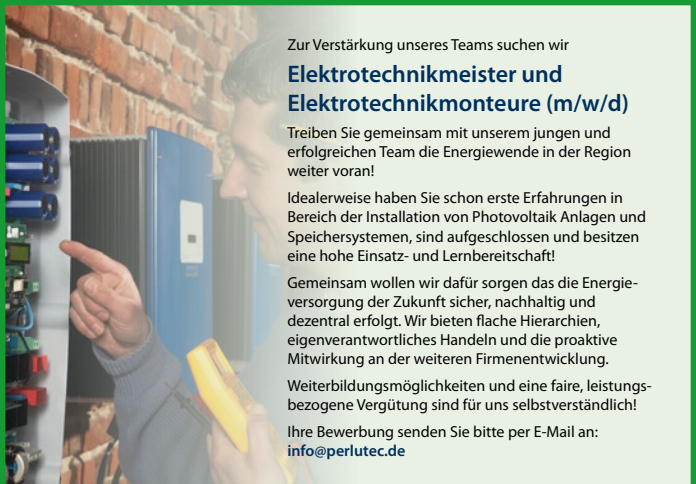 Zur Verstärkung unseres Teams suchen wir
Elektrotechnikmeister und
Elektrotechnikmonteure (m/w/d)
Treiben Sie gemeinsam mit unserem jungen und
erfolgreichen Team die Energiewende in der Region
weiter voran!
Idealerweise haben Sie schon erste Erfahrungen in
Bereich der Installation von Photovoltaik Anlagen und
Speichersystemen, sind aufgeschlossen und besitzen
eine hohe Einsatz- und Lernbereitschaft!
Gemeinsam wollen wir dafür sorgen das die Energie-
versorgung der Zukunft sicher, nachhaltig und
dezentral erfolgt. Wir bieten flache Hierarchien,
eigenverantwortliches Handeln und die proaktive
Mitwirkung an der weiteren Firmenentwicklung.
Weiterbildungsmöglichkeiten und eine faire, leistungs-
bezogene Vergütung sind für uns selbstverständlich!
Ihre Bewerbung senden Sie bitte per E-Mail an:
info@perlutec.de